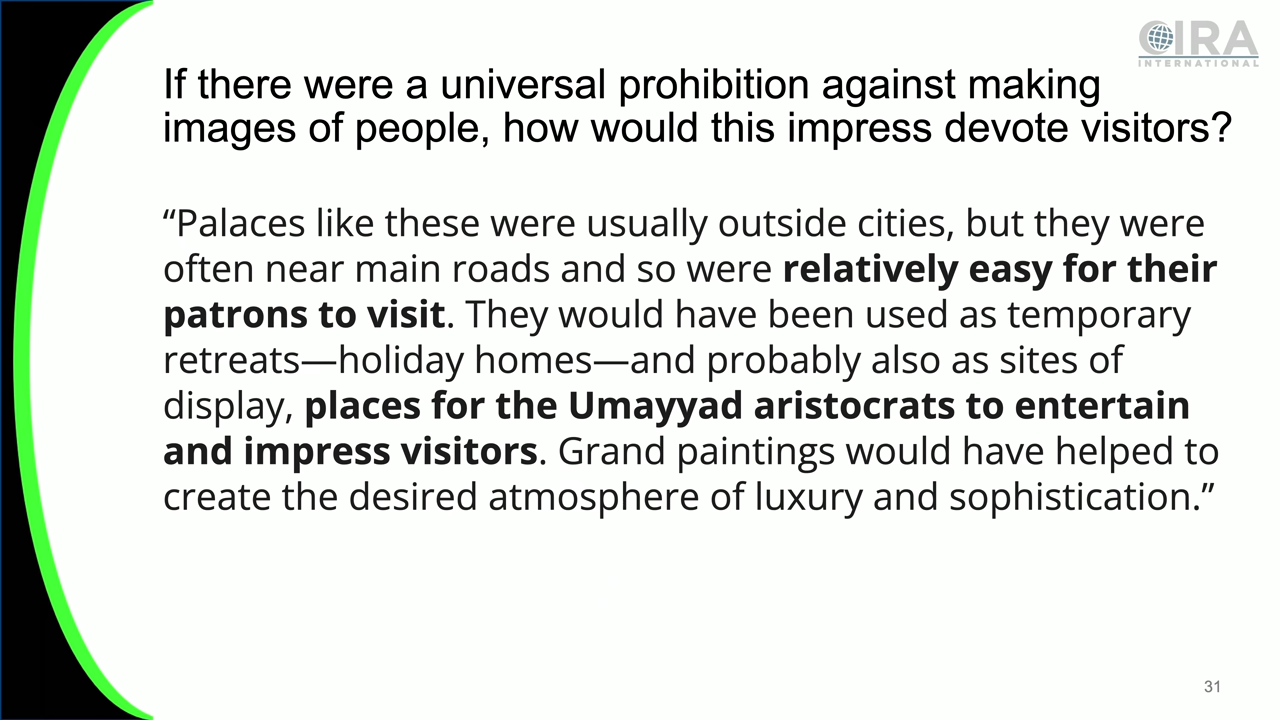 CIRA
INTERNATIONAL
If there were a universal prohibition against making
images of people, how would this impress devote visitors?
“Palaces like these were usually outside cities, but they were
often near main roads and so were relatively easy for their
patrons to visit. They would have been used as temporary
retreats—holiday homes—and probably also as sites of
display, places for the Umayyad aristocrats to entertain
and impress visitors. Grand paintings would have helped to
create the desired atmosphere of luxury and sophistication.”
31